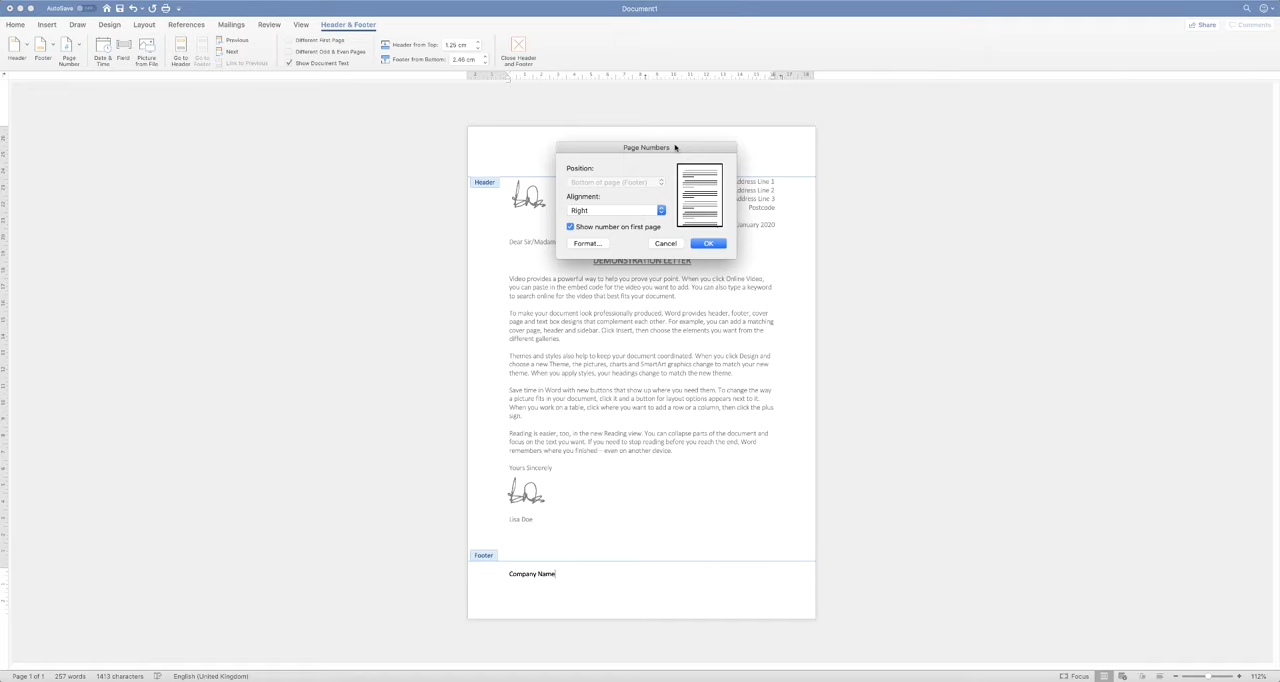 AutoSave
Document1
Home Insert Draw Design Layout References Mailings Review View Header & Footer
Share Comments
Header Footer Page Number Date & Time Field Picture from File Go to Header Go to Footer
Previous
Next
Link to Previous
Different First Page
Different Odd & Even Pages
Show Document Text
Header from Top: 1.25 cm
Footer from Bottom: 2.46 cm
Close Header and Footer
Page Numbers
Position:
Bottom of page (Footer)
Alignment:
Right
Show number on first page
Format... Cancel OK
Header
ddress Line 1
ddress Line 2
ddress Line 3
Postcode
January 2020
Dear Sir/Madam
DEMONSTRATION LETTER
Video provides a powerful way to help you prove your point. When you click Online Video,
you can paste in the embed code for the video you want to add. You can also type a keyword
to search online for the video that best fits your document.
To make your document look professionally produced, Word provides header, footer, cover
page and text box designs that complement each other. For example, you can add a matching
cover page, header and sidebar. Click Insert, then choose the elements you want from the
different galleries.
Themes and styles also help to keep your document coordinated. When you click Design and
choose a new Theme, the pictures, charts and SmartArt graphics change to match your new
theme. When you apply styles, your headings change to match the new theme.
Save time in Word with new buttons that show up where you need them. To change the way
a picture fits in your document, click it and a button for layout options appears next to it.
When you work on a table, click where you want to add a row or a column, then click the plus
sign.
Reading is easier, too, in the new Reading view. You can collapse parts of the document and
focus on the text you want. If you need to stop reading before you reach the end, Word
remembers where you finished – even on another device.
Yours Sincerely
Lisa Doe
Footer
Company Name
Page 1 of 1 257 words 1413 characters English (United Kingdom) Focus 112%